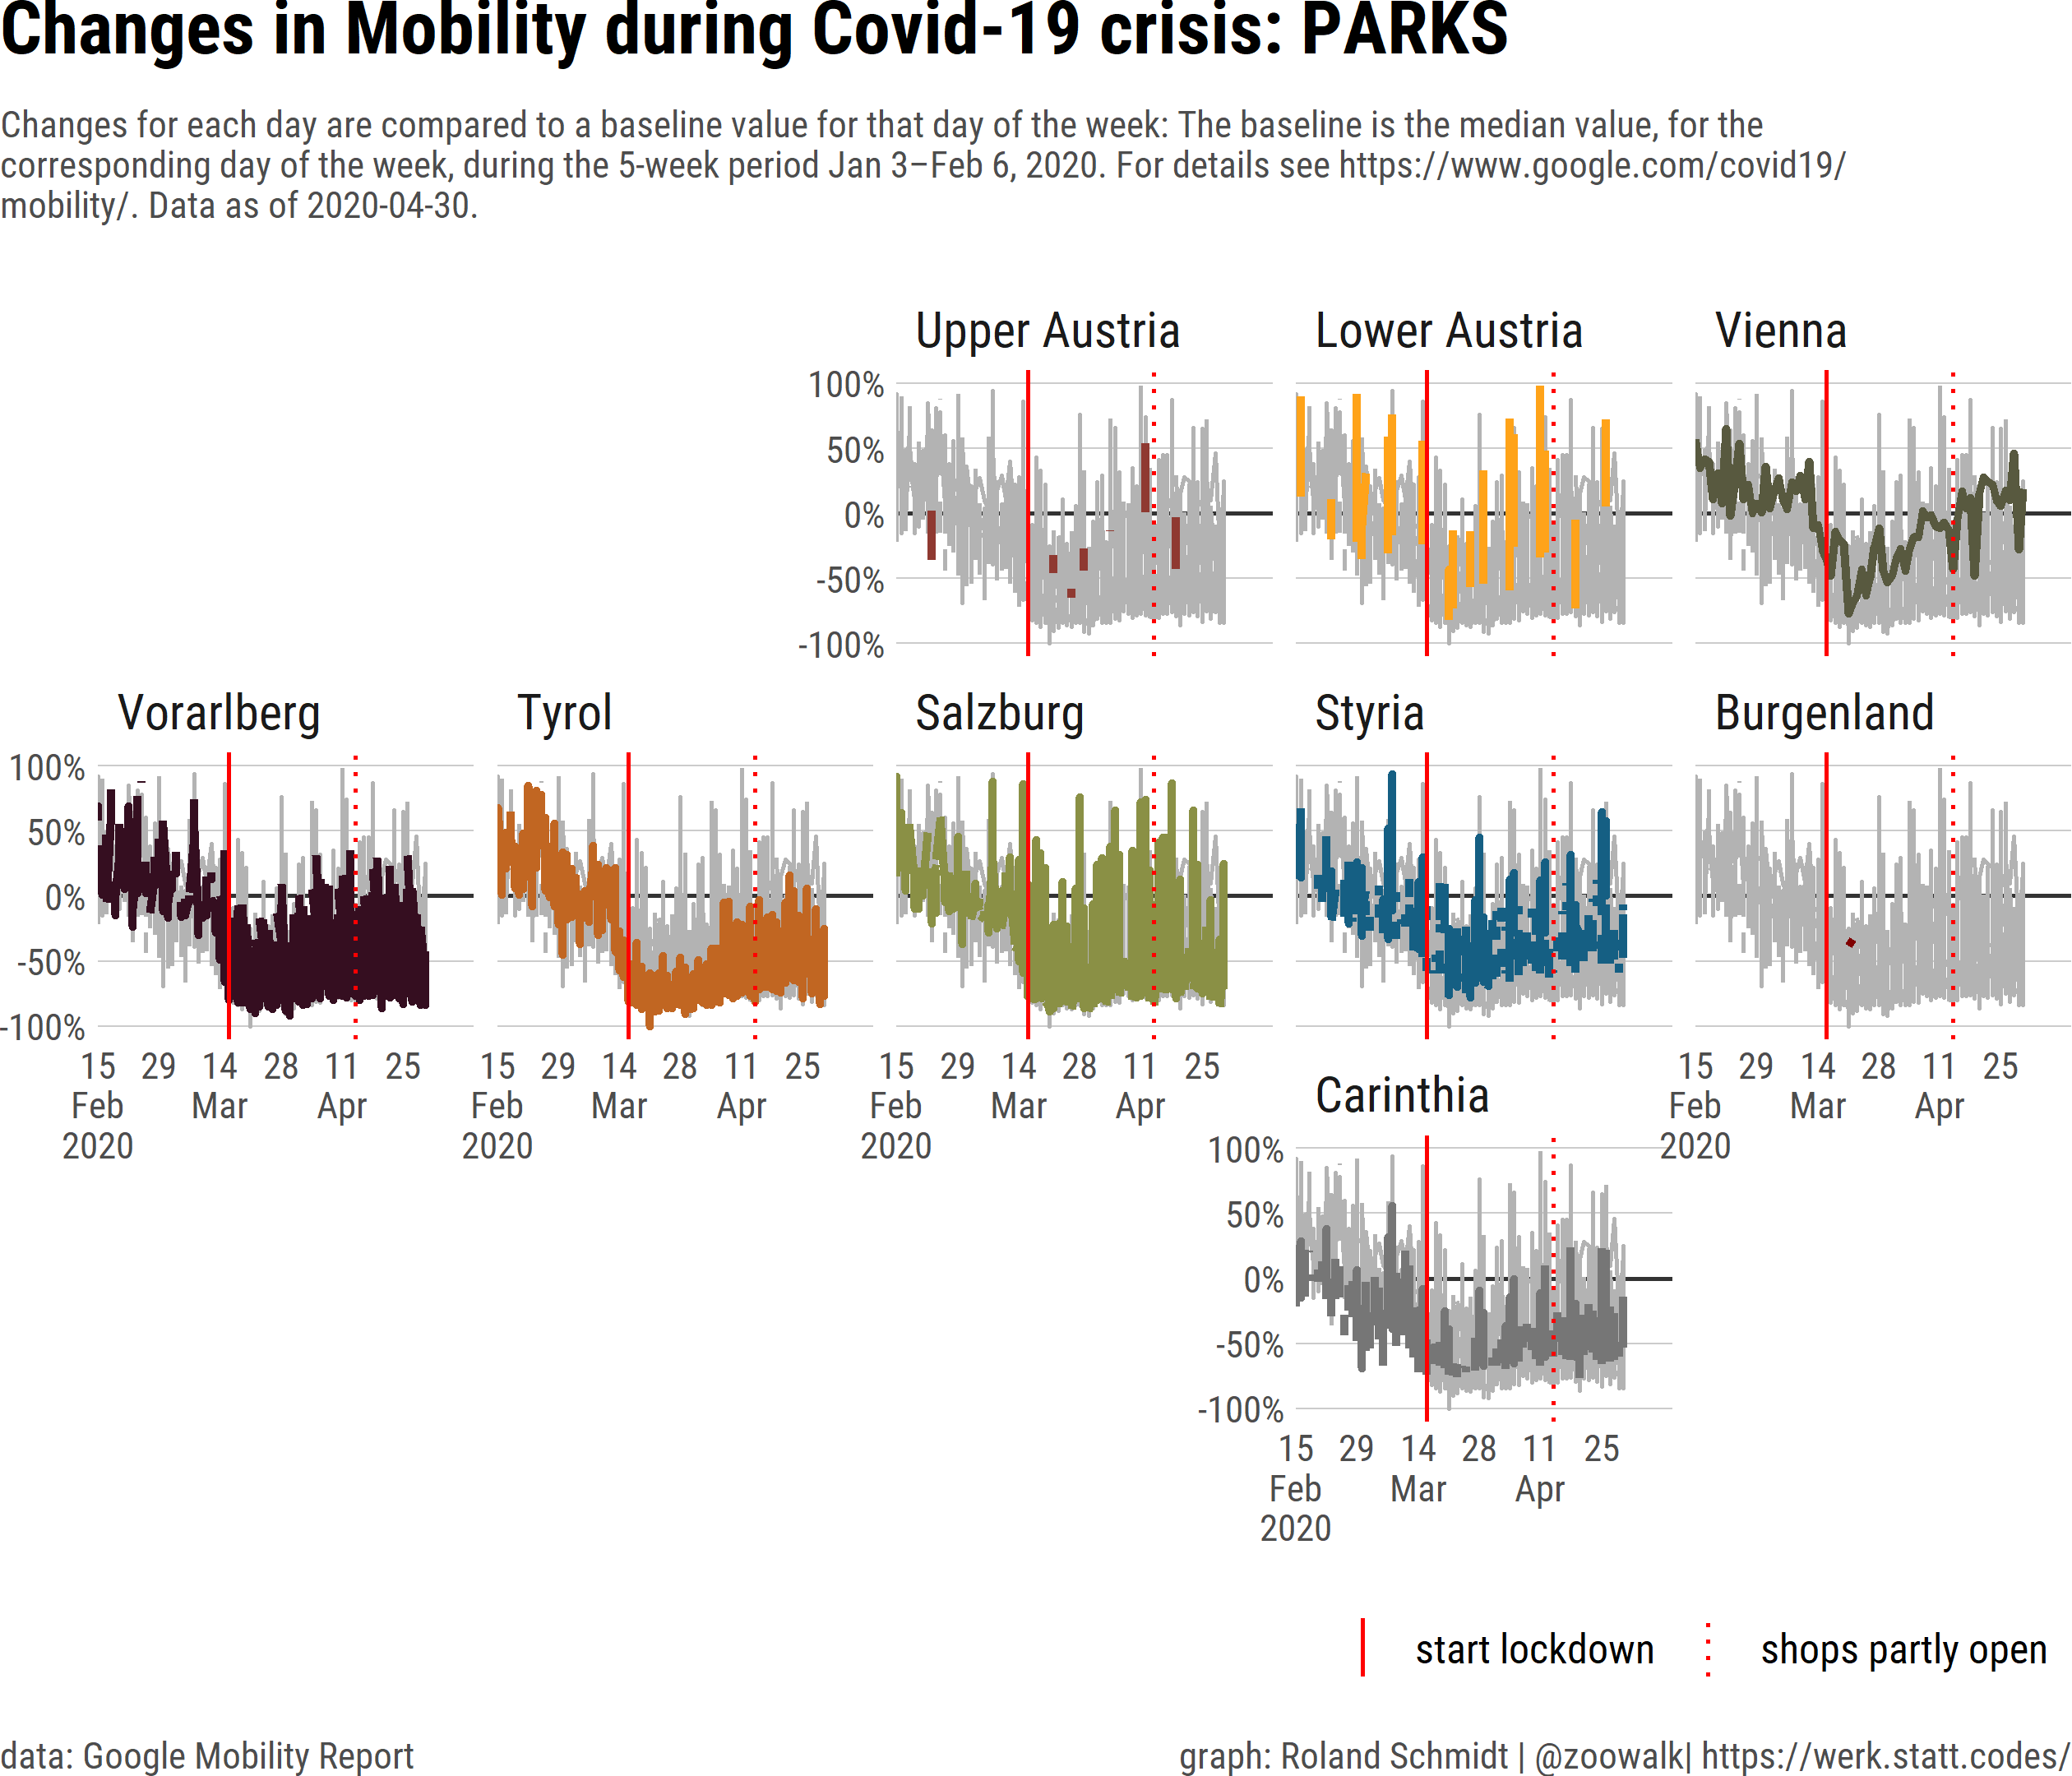 Changes in Mobility during Covid-19 crisis: PARKS
Changes for each day are compared to a baseline value for that day of the week: The baseline is the median value, for the
corresponding day of the week, during the 5-week period Jan 3–Feb 6, 2020. For details see https://www.google.com/covid19/
mobility/. Data as of 2020-04-30.
Upper Austria
Lower Austria
Vienna
100%
50%
0%
-50%
-100%
Vorarlberg
Tyrol
Salzburg
Styria
Burgenland
100%
50%
0%
-50%
-100%
15 29 14 28 11 25
Feb Mar Apr
2020
15 29 14 28 11 25
Feb Mar Apr
2020
15 29 14 28 11 25
Feb Mar Apr
2020
15 29 14 28 11 25
Feb Mar Apr
2020
Carinthia
100%
50%
0%
-50%
-100%
15 29 14 28 11 25
Feb Mar Apr
2020
start lockdown
shops partly open
data: Google Mobility Report
graph: Roland Schmidt | @zoowalk| https://werk.statt.codes/